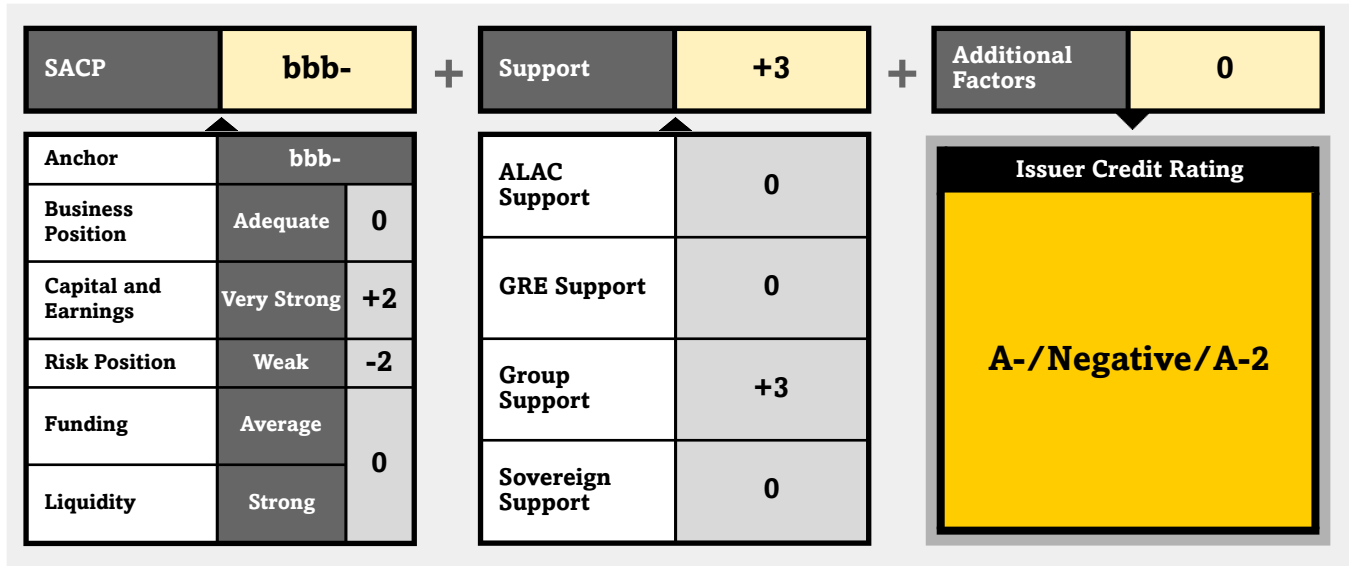 SACP
bbb-
+
Support
+3
+
Additional
Factors
0
Anchor
bbb-
Business
Position
Adequate
0
Capital and
Earnings
Very Strong
+2
Risk Position
Weak
-2
Funding
Average
0
Liquidity
Strong
ALAC
Support
0
GRE Support
0
Group
Support
+3
Sovereign
Support
0
Issuer Credit Rating
A-/Negative/A-2